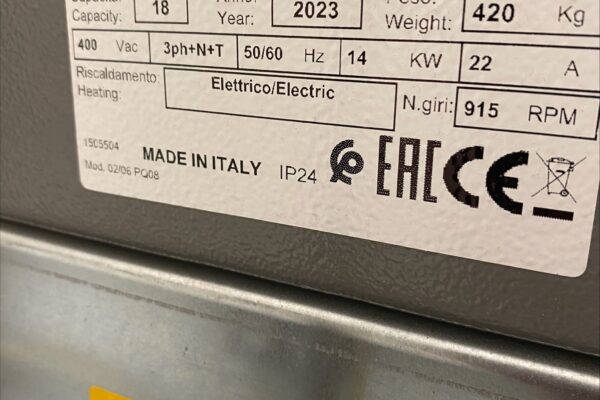 Capacity: 18 Year: 2023 Weight: 420 Kg
400 Vac 3ph+N+T 50/60 Hz 14 KW 22 A
Riscaldamento:
Heating: Elettrico/Electric N.giri: 915 RPM
1505504
Mod. 02/06 PQ08 MADE IN ITALY IP24 EAC CE